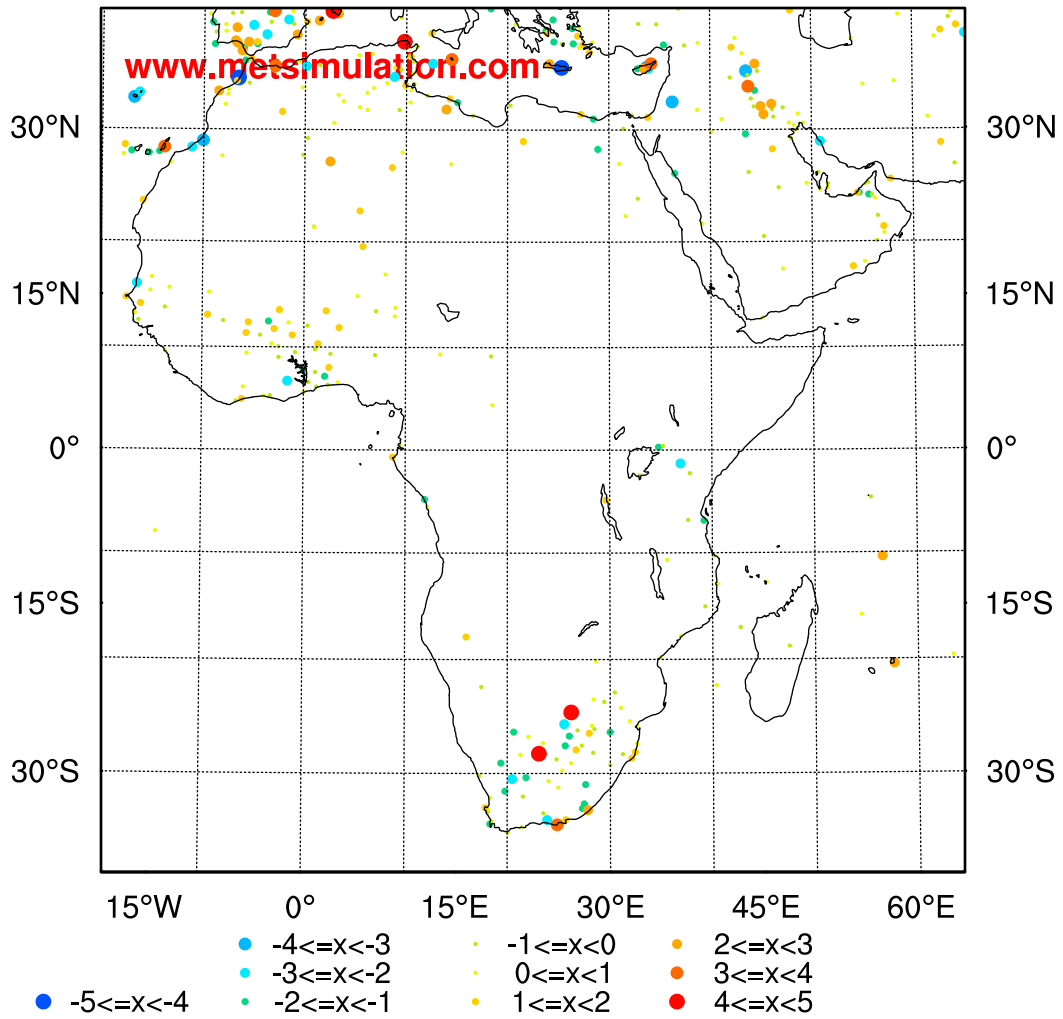 www.metsimulation.com
30°N 30°N
15°N 15°N
0° 0°
15°S 15°S
30°S 30°S
15°W 0° 15°E 30°E 45°E 60°E
-4<=x<-3 -1<=x<0 2<=x<3
-3<=x<-2 0<=x<1 3<=x<4
-5<=x<-4 -2<=x<-1 1<=x<2 4<=x<5